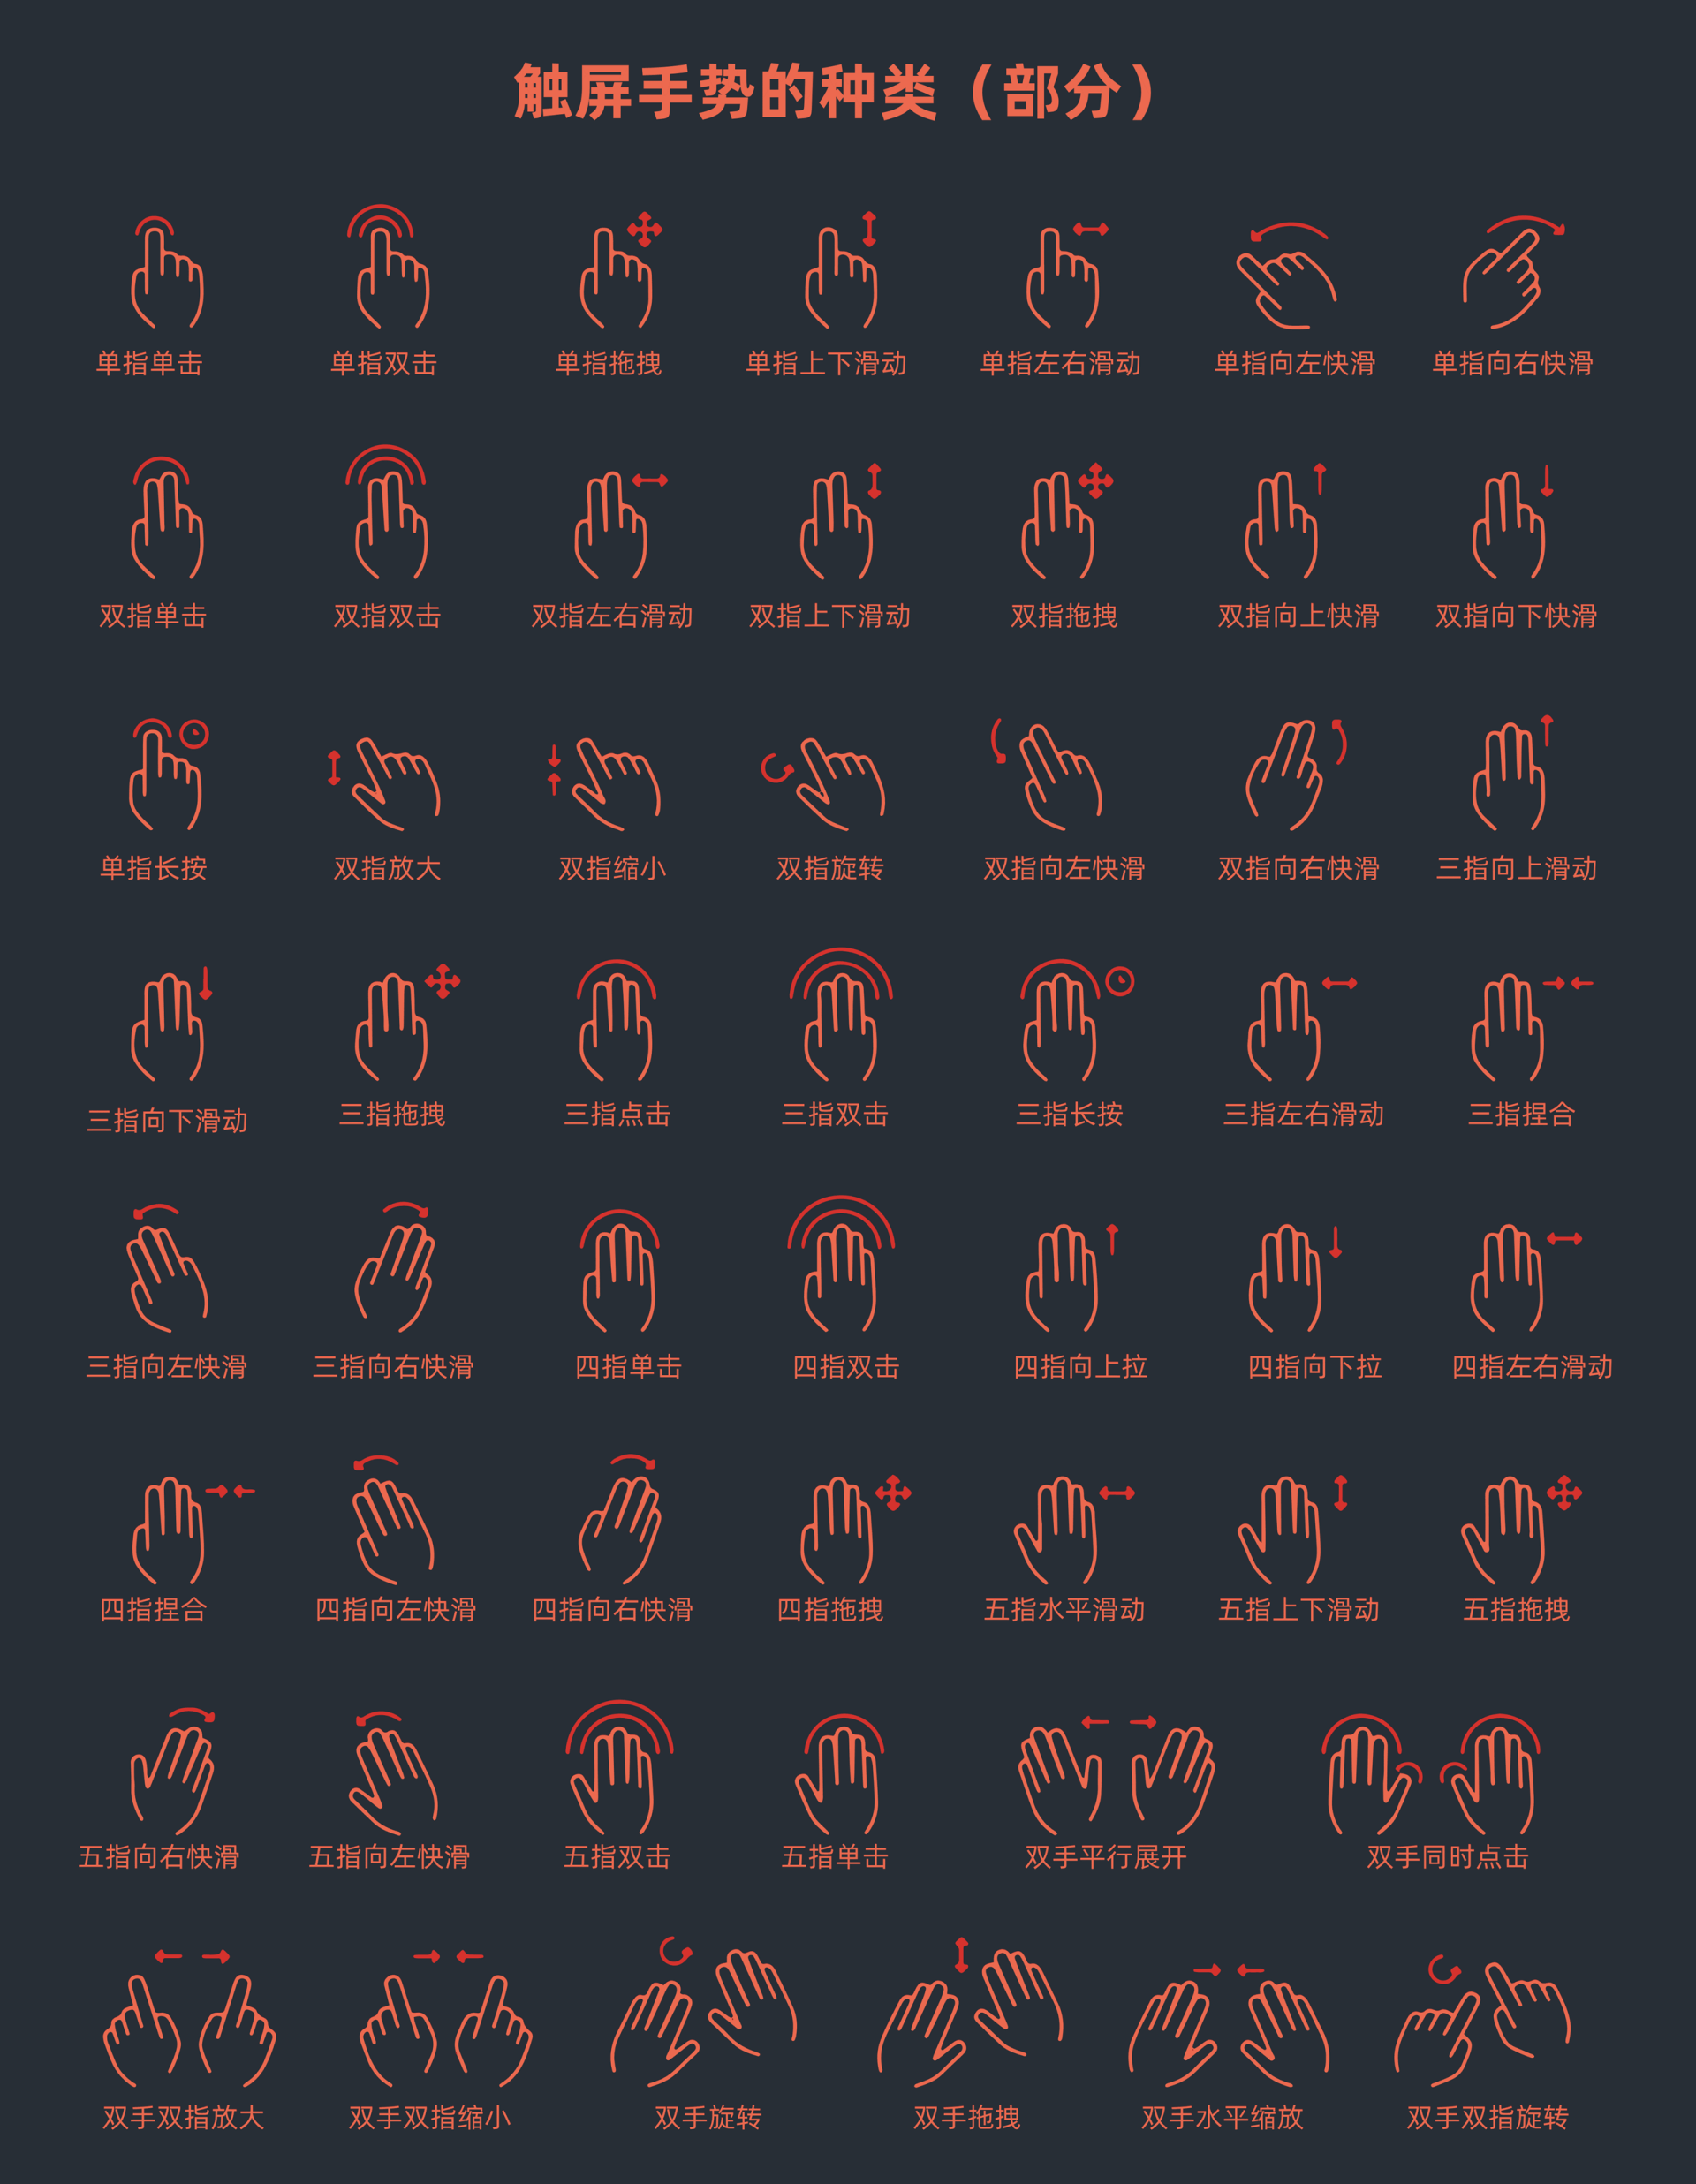 触屏手势的种类（部分）
单指单击 单指双击 单指拖拽 单指上下滑动 单指左右滑动 单指向左快滑 单指向右快滑
双指单击 双指双击 双指左右滑动 双指上下滑动 双指拖拽 双指向上快滑 双指向下快滑
单指长按 双指放大 双指缩小 双指旋转 双指向左快滑 双指向右快滑 三指向上滑动
三指向下滑动 三指拖拽 三指点击 三指双击 三指长按 三指左右滑动 三指捏合
三指向左快滑 三指向右快滑 四指单击 四指双击 四指向上拉 四指向下拉 四指左右滑动
四指捏合 四指向左快滑 四指向右快滑 四指拖拽 五指水平滑动 五指上下滑动 五指拖拽
五指向右快滑 五指向左快滑 五指双击 五指单击 双手平行展开 双手同时点击
双手双指放大 双手双指缩小 双手旋转 双手拖拽 双手水平缩放 双手双指旋转